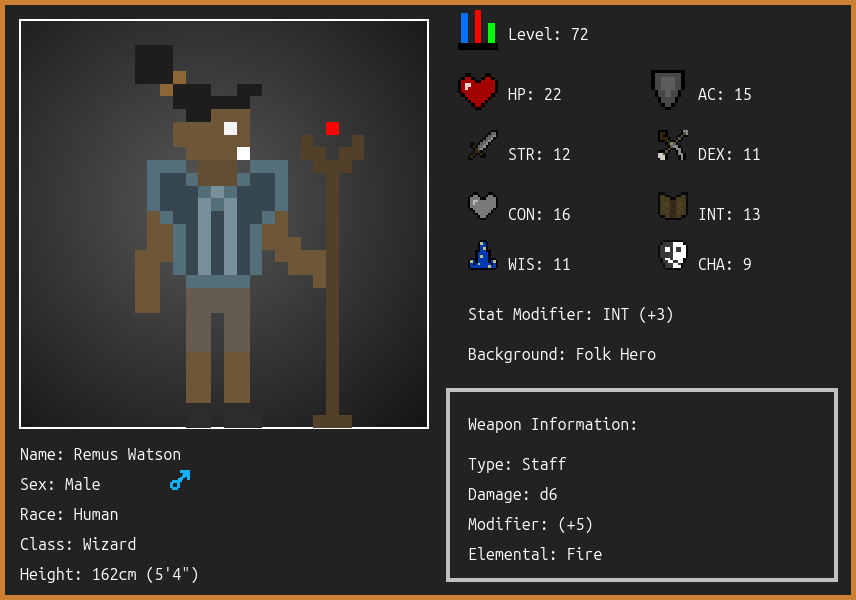 Level: 72
HP: 22
AC: 15
STR: 12
DEX: 11
CON: 16
INT: 13
WIS: 11
CHA: 9
Stat Modifier: INT (+3)
Background: Folk Hero
Weapon Information:
Type: Staff
Damage: d6
Modifier: (+5)
Elemental: Fire
Name: Remus Watson
Sex: Male
Race: Human
Class: Wizard
Height: 162cm (5'4")